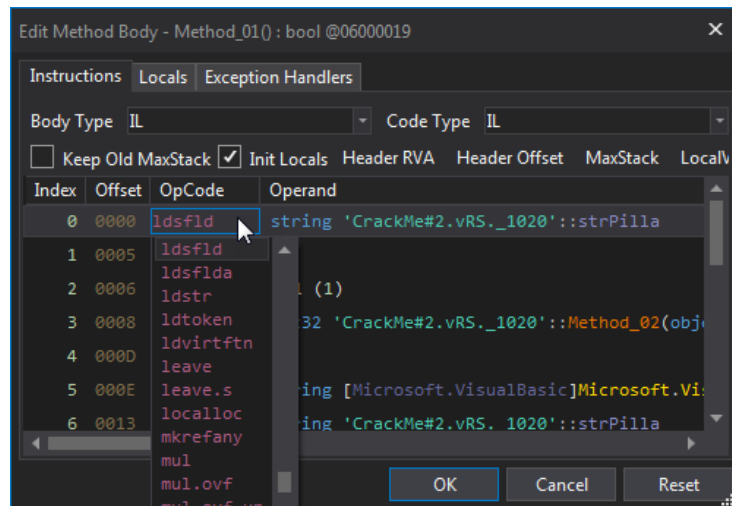 Edit Method Body - Method_01() : bool @06000019
Instructions Locals Exception Handlers
Body Type IL Code Type IL
Keep Old MaxStack Init Locals Header RVA Header Offset MaxStack LocalV
Index Offset OpCode Operand
0 0000 ldsfld string 'CrackMe#2.vRS._1020'::strPilla
ldsfld
1 0005
ldsflda
2 0006 (1)
ldstr
3 0008 ldtoken 32 'CrackMe#2.vRS._1020'::Method_02(obj
ldvirtftn
4 000D
leave
5 000E leave.s ing [Microsoft.VisualBasic]Microsoft.Vi
localloc
6 0013 ing 'CrackMe#2.vRS._1020'::strPilla
mkrefany
mul
mul.ovf
OK Cancel Reset